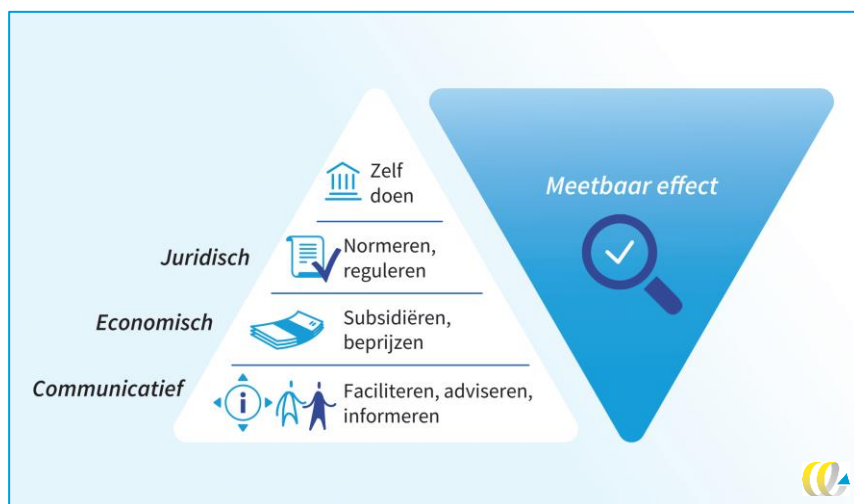 Zelf
doen
Meetbaar effect
Juridisch
Normeren,
reguleren
Economisch
Subsidiëren,
beprijzen
Communicatief
i
Faciliteren, adviseren,
informeren